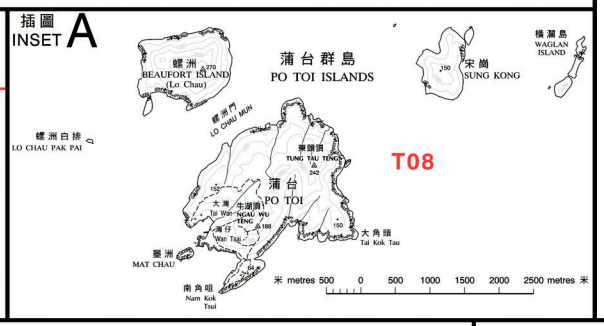 插圖
INSET A
橫瀾島
WAGLAN
ISLAND
螺洲
270
BEAUFORT ISLAND
(Lo Chau)
蒲台群島
PO TOI ISLANDS
宋崗
SUNG KONG
150
螺洲門
LO CHAU MUN
螺洲白排
LO CHAU PAK PAI
東頭頂
TUNG TAU TENG
242
T08
152
蒲台
PO TOI
大灣
Tai Wan
牛湖頂
NGAU WU
TENG
188
灣仔
Wan Tsai
150
大角頭
Tai Kok Tau
墨洲
MAT CHAU
南角咀
Nam Kok
Tsui
米 metres 500 0 500 1000 1500 2000 2500 metres 米